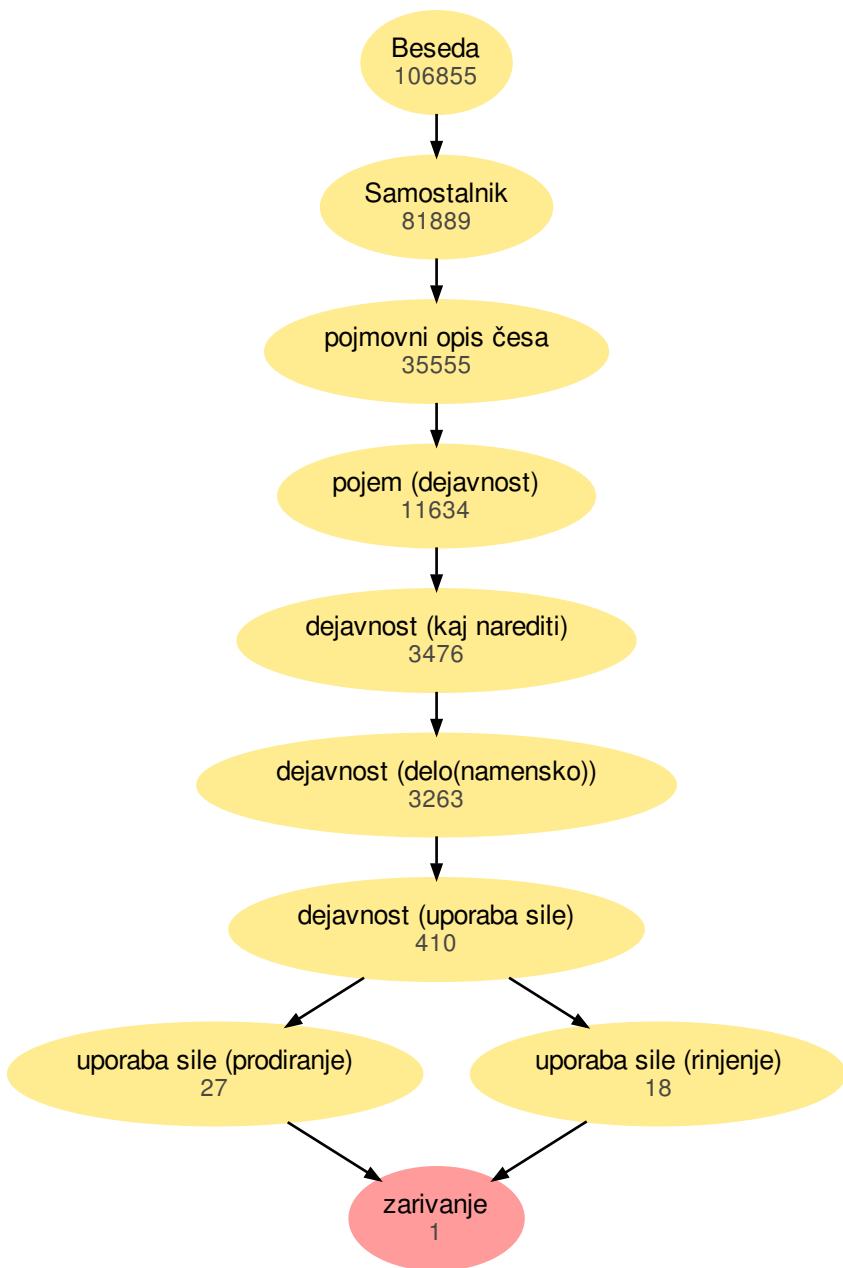 Beseda
106855
Samostalnik
81889
pojmovni opis česa
35555
pojem (dejavnost)
11634
dejavnost (kaj narediti)
3476
dejavnost (delo(namensko))
3263
dejavnost (uporaba sile)
410
uporaba sile (prodiranje)
27
uporaba sile (rinjenje)
18
zarivanje
1